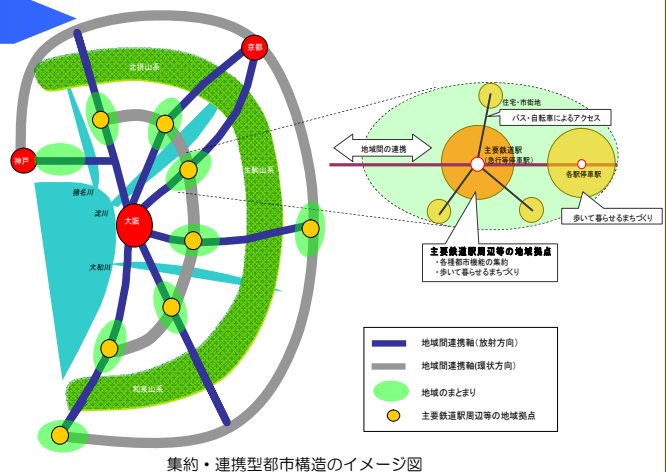 京都
北摂山系
神戸
生駒山系
猪名川
淀川
大阪
大和川
和泉山系
住宅・市街地
バス・自転車によるアクセス
地域間の連携
主要鉄道駅
(急行等停車駅)
各駅停車駅
歩いて暮らせるまちづくり
主要鉄道駅周辺等の地域拠点
・各種都市機能の集約
・歩いて暮らせるまちづくり
地域間連携軸(放射方向)
地域間連携軸(環状方向)
地域のまとまり
主要鉄道駅周辺等の地域拠点
集約・連携型都市構造のイメージ図